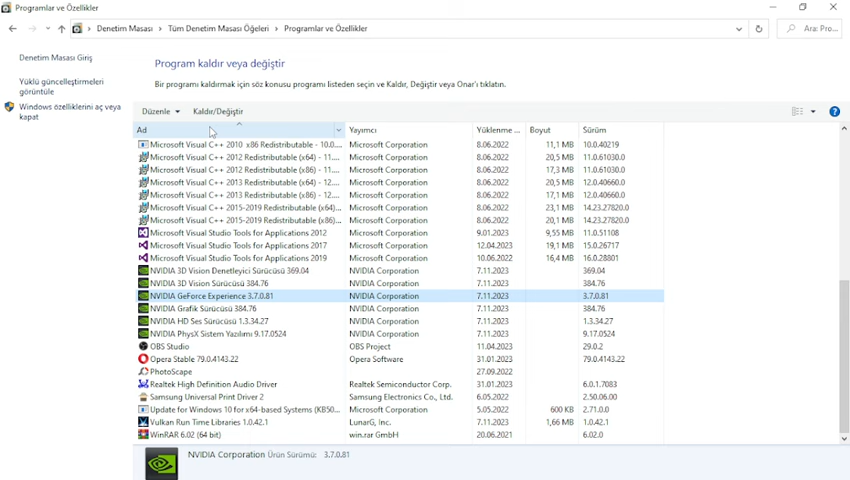 Programlar ve Özellikler
Denetim Masası › Tüm Denetim Masası Öğeleri › Programlar ve Özellikler
Ara: Pro...
Denetim Masası Giriş
Yüklü güncelleştirmeleri
görüntüle
Windows özelliklerini aç veya
kapat
Program kaldır veya değiştir
Bir programı kaldırmak için söz konusu programı listeden seçin ve Kaldır, Değiştir veya Onar'ı tıklatın.
Düzenle Kaldır/Değiştir
Ad Yayımcı Yüklenme ... Boyut Sürüm
Microsoft Visual C++ 2010 x86 Redistributable - 10.0.... Microsoft Corporation 8.06.2022 11,1 MB 10.0.40219
Microsoft Visual C++ 2012 Redistributable (x64) - 11.... Microsoft Corporation 8.06.2022 20,5 MB 11.0.61030.0
Microsoft Visual C++ 2012 Redistributable (x86) - 11.... Microsoft Corporation 8.06.2022 17,3 MB 11.0.61030.0
Microsoft Visual C++ 2013 Redistributable (x64) - 12.... Microsoft Corporation 8.06.2022 20,5 MB 12.0.40660.0
Microsoft Visual C++ 2013 Redistributable (x86) - 12.... Microsoft Corporation 8.06.2022 17,1 MB 12.0.40660.0
Microsoft Visual C++ 2015-2019 Redistributable (x64)... Microsoft Corporation 8.06.2022 23,1 MB 14.23.27820.0
Microsoft Visual C++ 2015-2019 Redistributable (x86)... Microsoft Corporation 8.06.2022 20,1 MB 14.23.27820.0
Microsoft Visual Studio Tools for Applications 2012 Microsoft Corporation 9.01.2023 9,55 MB 11.0.51108
Microsoft Visual Studio Tools for Applications 2017 Microsoft Corporation 12.04.2023 19,1 MB 15.0.26717
Microsoft Visual Studio Tools for Applications 2019 Microsoft Corporation 10.06.2022 16,4 MB 16.0.28801
NVIDIA 3D Vision Denetleyici Sürücüsü 369.04 NVIDIA Corporation 7.11.2023 369.04
NVIDIA 3D Vision Sürücüsü 384.76 NVIDIA Corporation 7.11.2023 384.76
NVIDIA GeForce Experience 3.7.0.81 NVIDIA Corporation 7.11.2023 3.7.0.81
NVIDIA Grafik Sürücüsü 384.76 NVIDIA Corporation 7.11.2023 384.76
NVIDIA HD Ses Sürücüsü 1.3.34.27 NVIDIA Corporation 7.11.2023 1.3.34.27
NVIDIA PhysX Sistem Yazılımı 9.17.0524 NVIDIA Corporation 7.11.2023 9.17.0524
OBS Studio OBS Project 11.04.2023 29.0.2
Opera Stable 79.0.4143.22 Opera Software 31.01.2023 79.0.4143.22
PhotoScape 27.09.2022
Realtek High Definition Audio Driver Realtek Semiconductor Corp. 31.01.2023 6.0.1.7083
Samsung Universal Print Driver 2 Samsung Electronics Co., Ltd. 6.05.2022 2.50.06.00
Update for Windows 10 for x64-based Systems (KB50... Microsoft Corporation 5.05.2022 600 KB 2.71.0.0
Vulkan Run Time Libraries 1.0.42.1 LunarG, Inc. 7.11.2023 1,66 MB 1.0.42.1
WinRAR 6.02 (64 bit) win.rar GmbH 20.06.2021 6.02.0
NVIDIA Corporation Ürün Sürümü: 3.7.0.81